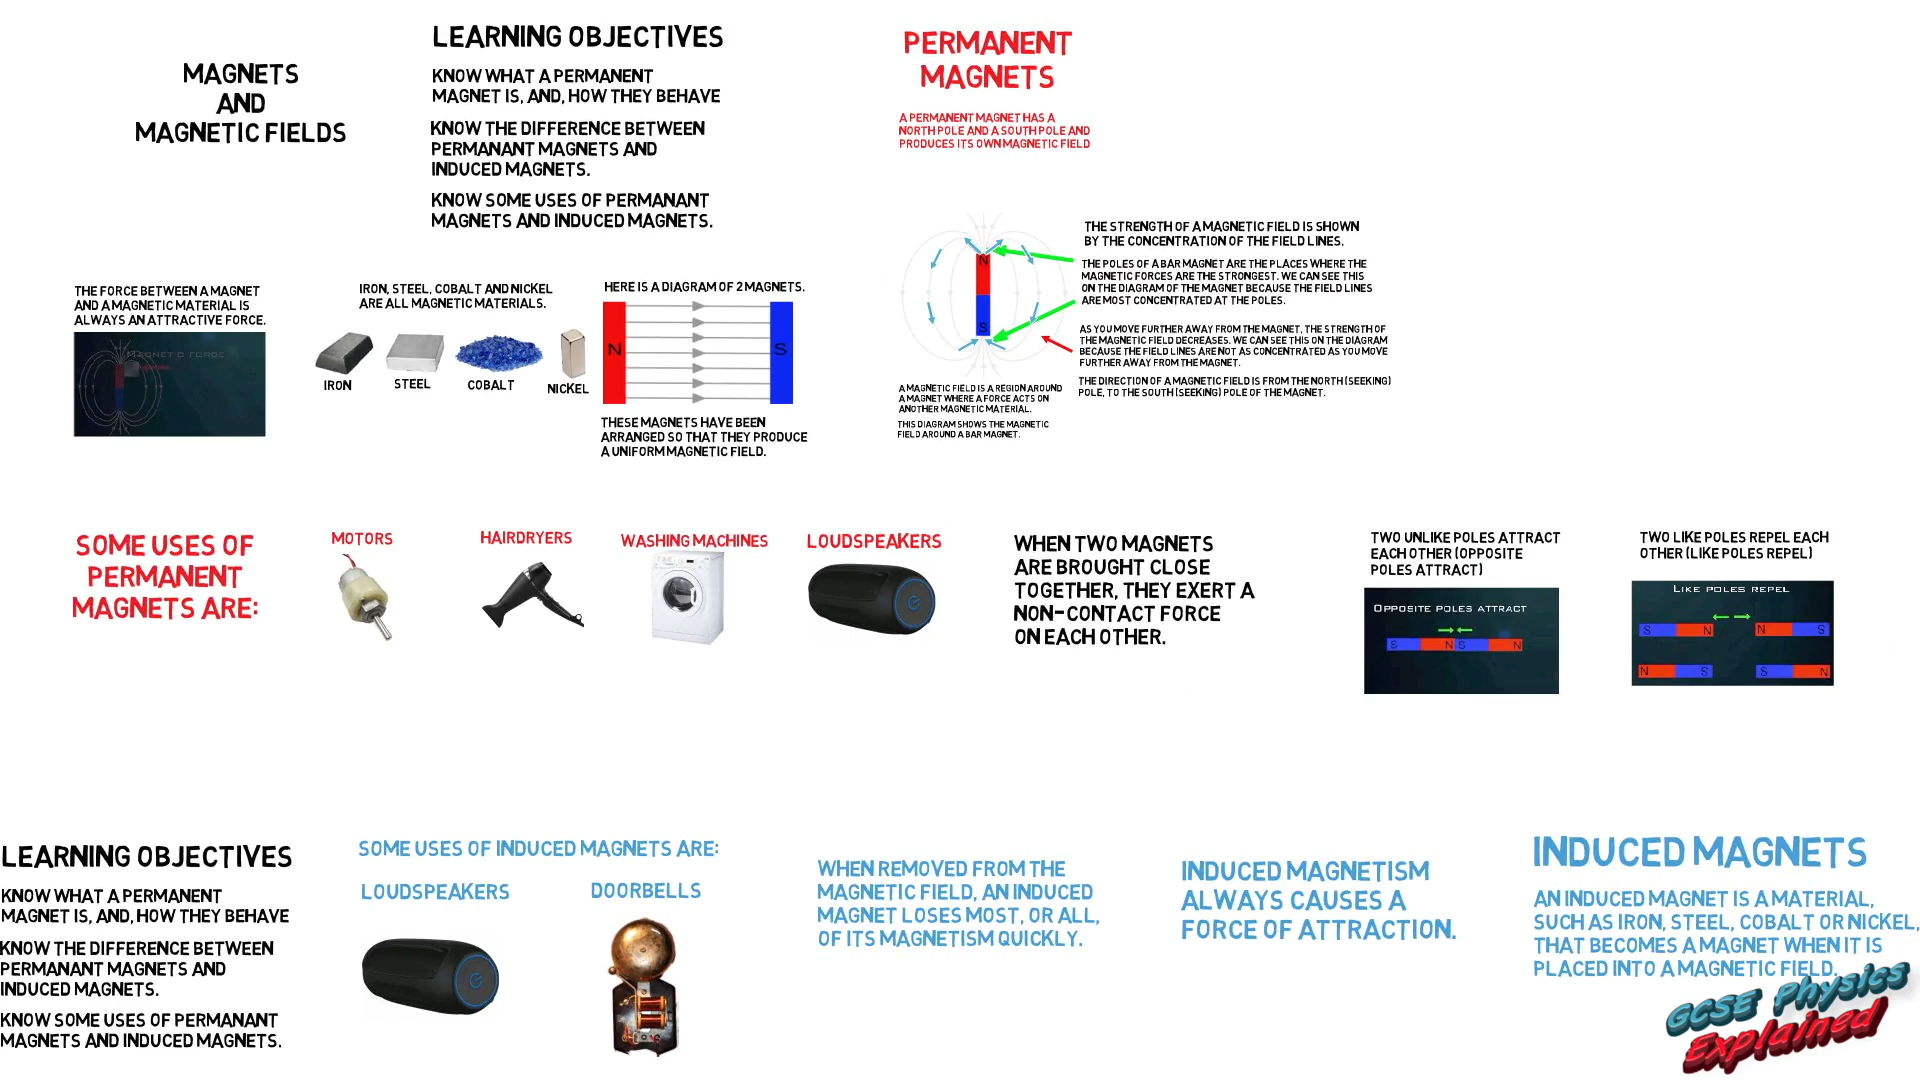 MAGNETS
AND
MAGNETIC FIELDS
LEARNING OBJECTIVES
KNOW WHAT A PERMANENT
MAGNET IS, AND, HOW THEY BEHAVE
KNOW THE DIFFERENCE BETWEEN
PERMANANT MAGNETS AND
INDUCED MAGNETS.
KNOW SOME USES OF PERMANANT
MAGNETS AND INDUCED MAGNETS.
PERMANENT
MAGNETS
A PERMANENT MAGNET HAS A
NORTH POLE AND A SOUTH POLE AND
PRODUCES ITS OWN MAGNETIC FIELD
N
S
THE STRENGTH OF A MAGNETIC FIELD IS SHOWN
BY THE CONCENTRATION OF THE FIELD LINES.
THE POLES OF A BAR MAGNET ARE THE PLACES WHERE THE
MAGNETIC FORCES ARE THE STRONGEST. WE CAN SEE THIS
ON THE DIAGRAM OF THE MAGNET BECAUSE THE FIELD LINES
ARE MOST CONCENTRATED AT THE POLES.
AS YOU MOVE FURTHER AWAY FROM THE MAGNET, THE STRENGTH OF
THE MAGNETIC FIELD DECREASES. WE CAN SEE THIS ON THE DIAGRAM
BECAUSE THE FIELD LINES ARE NOT AS CONCENTRATED AS YOU MOVE
FURTHER AWAY FROM THE MAGNET.
THE DIRECTION OF A MAGNETIC FIELD IS FROM THE NORTH (SEEKING)
POLE, TO THE SOUTH (SEEKING) POLE OF THE MAGNET.
A MAGNETIC FIELD IS A REGION AROUND
A MAGNET WHERE A FORCE ACTS ON
ANOTHER MAGNETIC MATERIAL.
THIS DIAGRAM SHOWS THE MAGNETIC
FIELD AROUND A BAR MAGNET.
THE FORCE BETWEEN A MAGNET
AND A MAGNETIC MATERIAL IS
ALWAYS AN ATTRACTIVE FORCE.
MAGNETIC FORCE
IRON, STEEL, COBALT AND NICKEL
ARE ALL MAGNETIC MATERIALS.
IRON
STEEL
COBALT
NICKEL
HERE IS A DIAGRAM OF 2 MAGNETS.
N
S
THESE MAGNETS HAVE BEEN
ARRANGED SO THAT THEY PRODUCE
A UNIFORM MAGNETIC FIELD.
SOME USES OF
PERMANENT
MAGNETS ARE:
MOTORS
HAIRDRYERS
WASHING MACHINES
LOUDSPEAKERS
WHEN TWO MAGNETS
ARE BROUGHT CLOSE
TOGETHER, THEY EXERT A
NON-CONTACT FORCE
ON EACH OTHER.
TWO UNLIKE POLES ATTRACT
EACH OTHER (OPPOSITE
POLES ATTRACT)
OPPOSITE POLES ATTRACT
S N S N
TWO LIKE POLES REPEL EACH
OTHER (LIKE POLES REPEL)
LIKE POLES REPEL
S N N S
N S S N
LEARNING OBJECTIVES
KNOW WHAT A PERMANENT
MAGNET IS, AND, HOW THEY BEHAVE
KNOW THE DIFFERENCE BETWEEN
PERMANANT MAGNETS AND
INDUCED MAGNETS.
KNOW SOME USES OF PERMANANT
MAGNETS AND INDUCED MAGNETS.
SOME USES OF INDUCED MAGNETS ARE:
LOUDSPEAKERS
DOORBELLS
WHEN REMOVED FROM THE
MAGNETIC FIELD, AN INDUCED
MAGNET LOSES MOST, OR ALL,
OF ITS MAGNETISM QUICKLY.
INDUCED MAGNETISM
ALWAYS CAUSES A
FORCE OF ATTRACTION.
INDUCED MAGNETS
AN INDUCED MAGNET IS A MATERIAL,
SUCH AS IRON, STEEL, COBALT OR NICKEL,
THAT BECOMES A MAGNET WHEN IT IS
PLACED INTO A MAGNETIC FIELD.
GCSE Physics
Explained